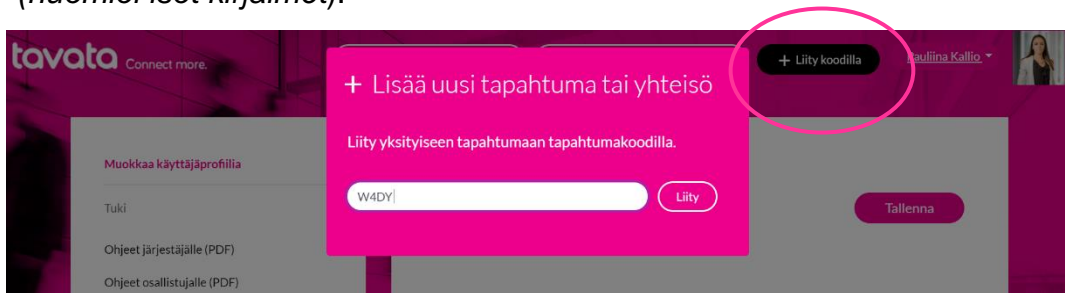 (huomioi isot kirjaimet).
tavata Connect more.
+ Liity koodilla
Pauliina Kallio
+ Lisää uusi tapahtuma tai yhteisö
Liity yksityiseen tapahtumaan tapahtumakoodilla.
W4DY
Liity
Muokkaa käyttäjäprofiilia
Tuki
Ohjeet järjestäjälle (PDF)
Ohjeet osallistujalle (PDF)
Tallenna